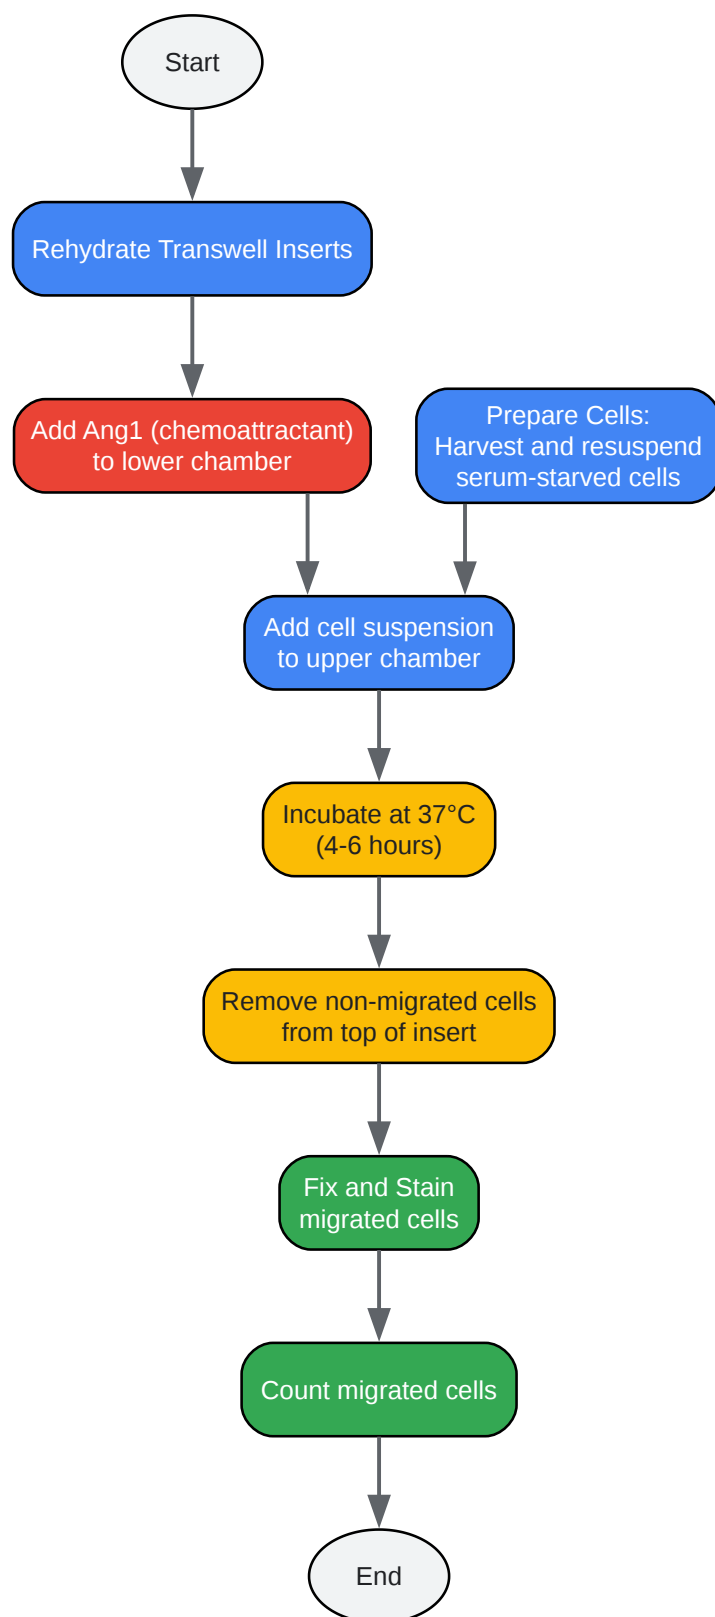 Start
Rehydrate Transwell Inserts
Add Ang1 (chemoattractant)
to lower chamber
Prepare Cells:
Harvest and resuspend
serum-starved cells
Add cell suspension
to upper chamber
Incubate at 37°C
(4-6 hours)
Remove non-migrated cells
from top of insert
Fix and Stain
migrated cells
Count migrated cells
End